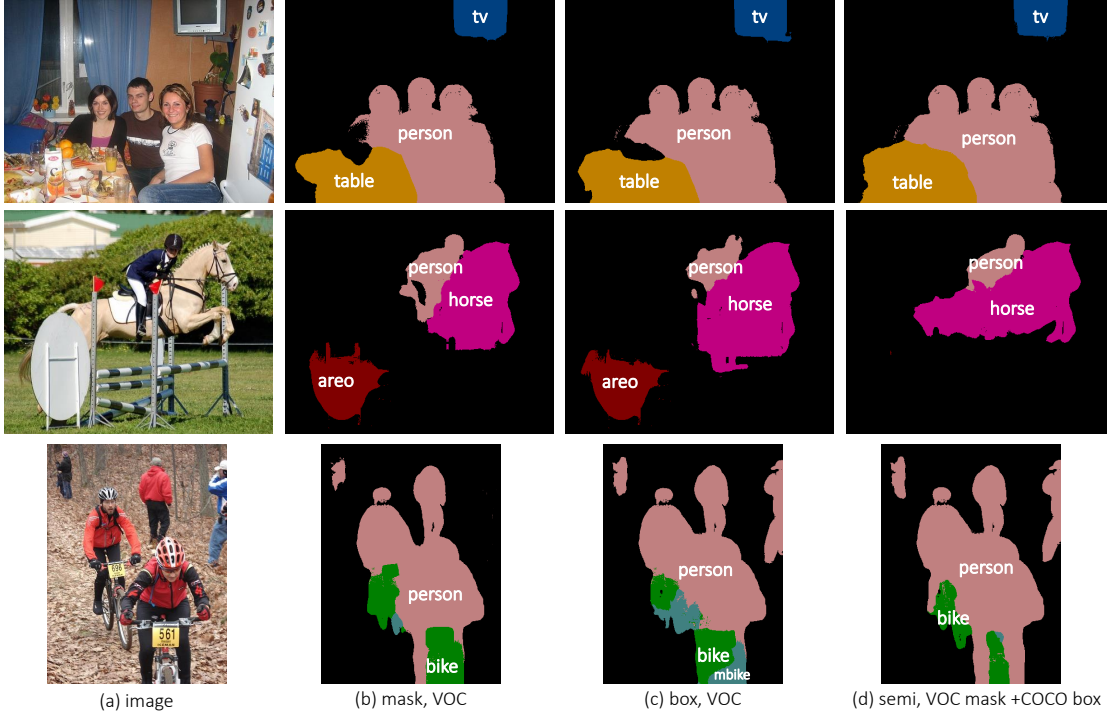 tv
tv
tv
person
person
person
table
table
table
person
person
person
horse
horse
horse
areo
areo
696
561
person
person
person
bike
bike
bike
mbike
(a) image
(b) mask, VOC
(c) box, VOC
(d) semi, VOC mask +COCO box